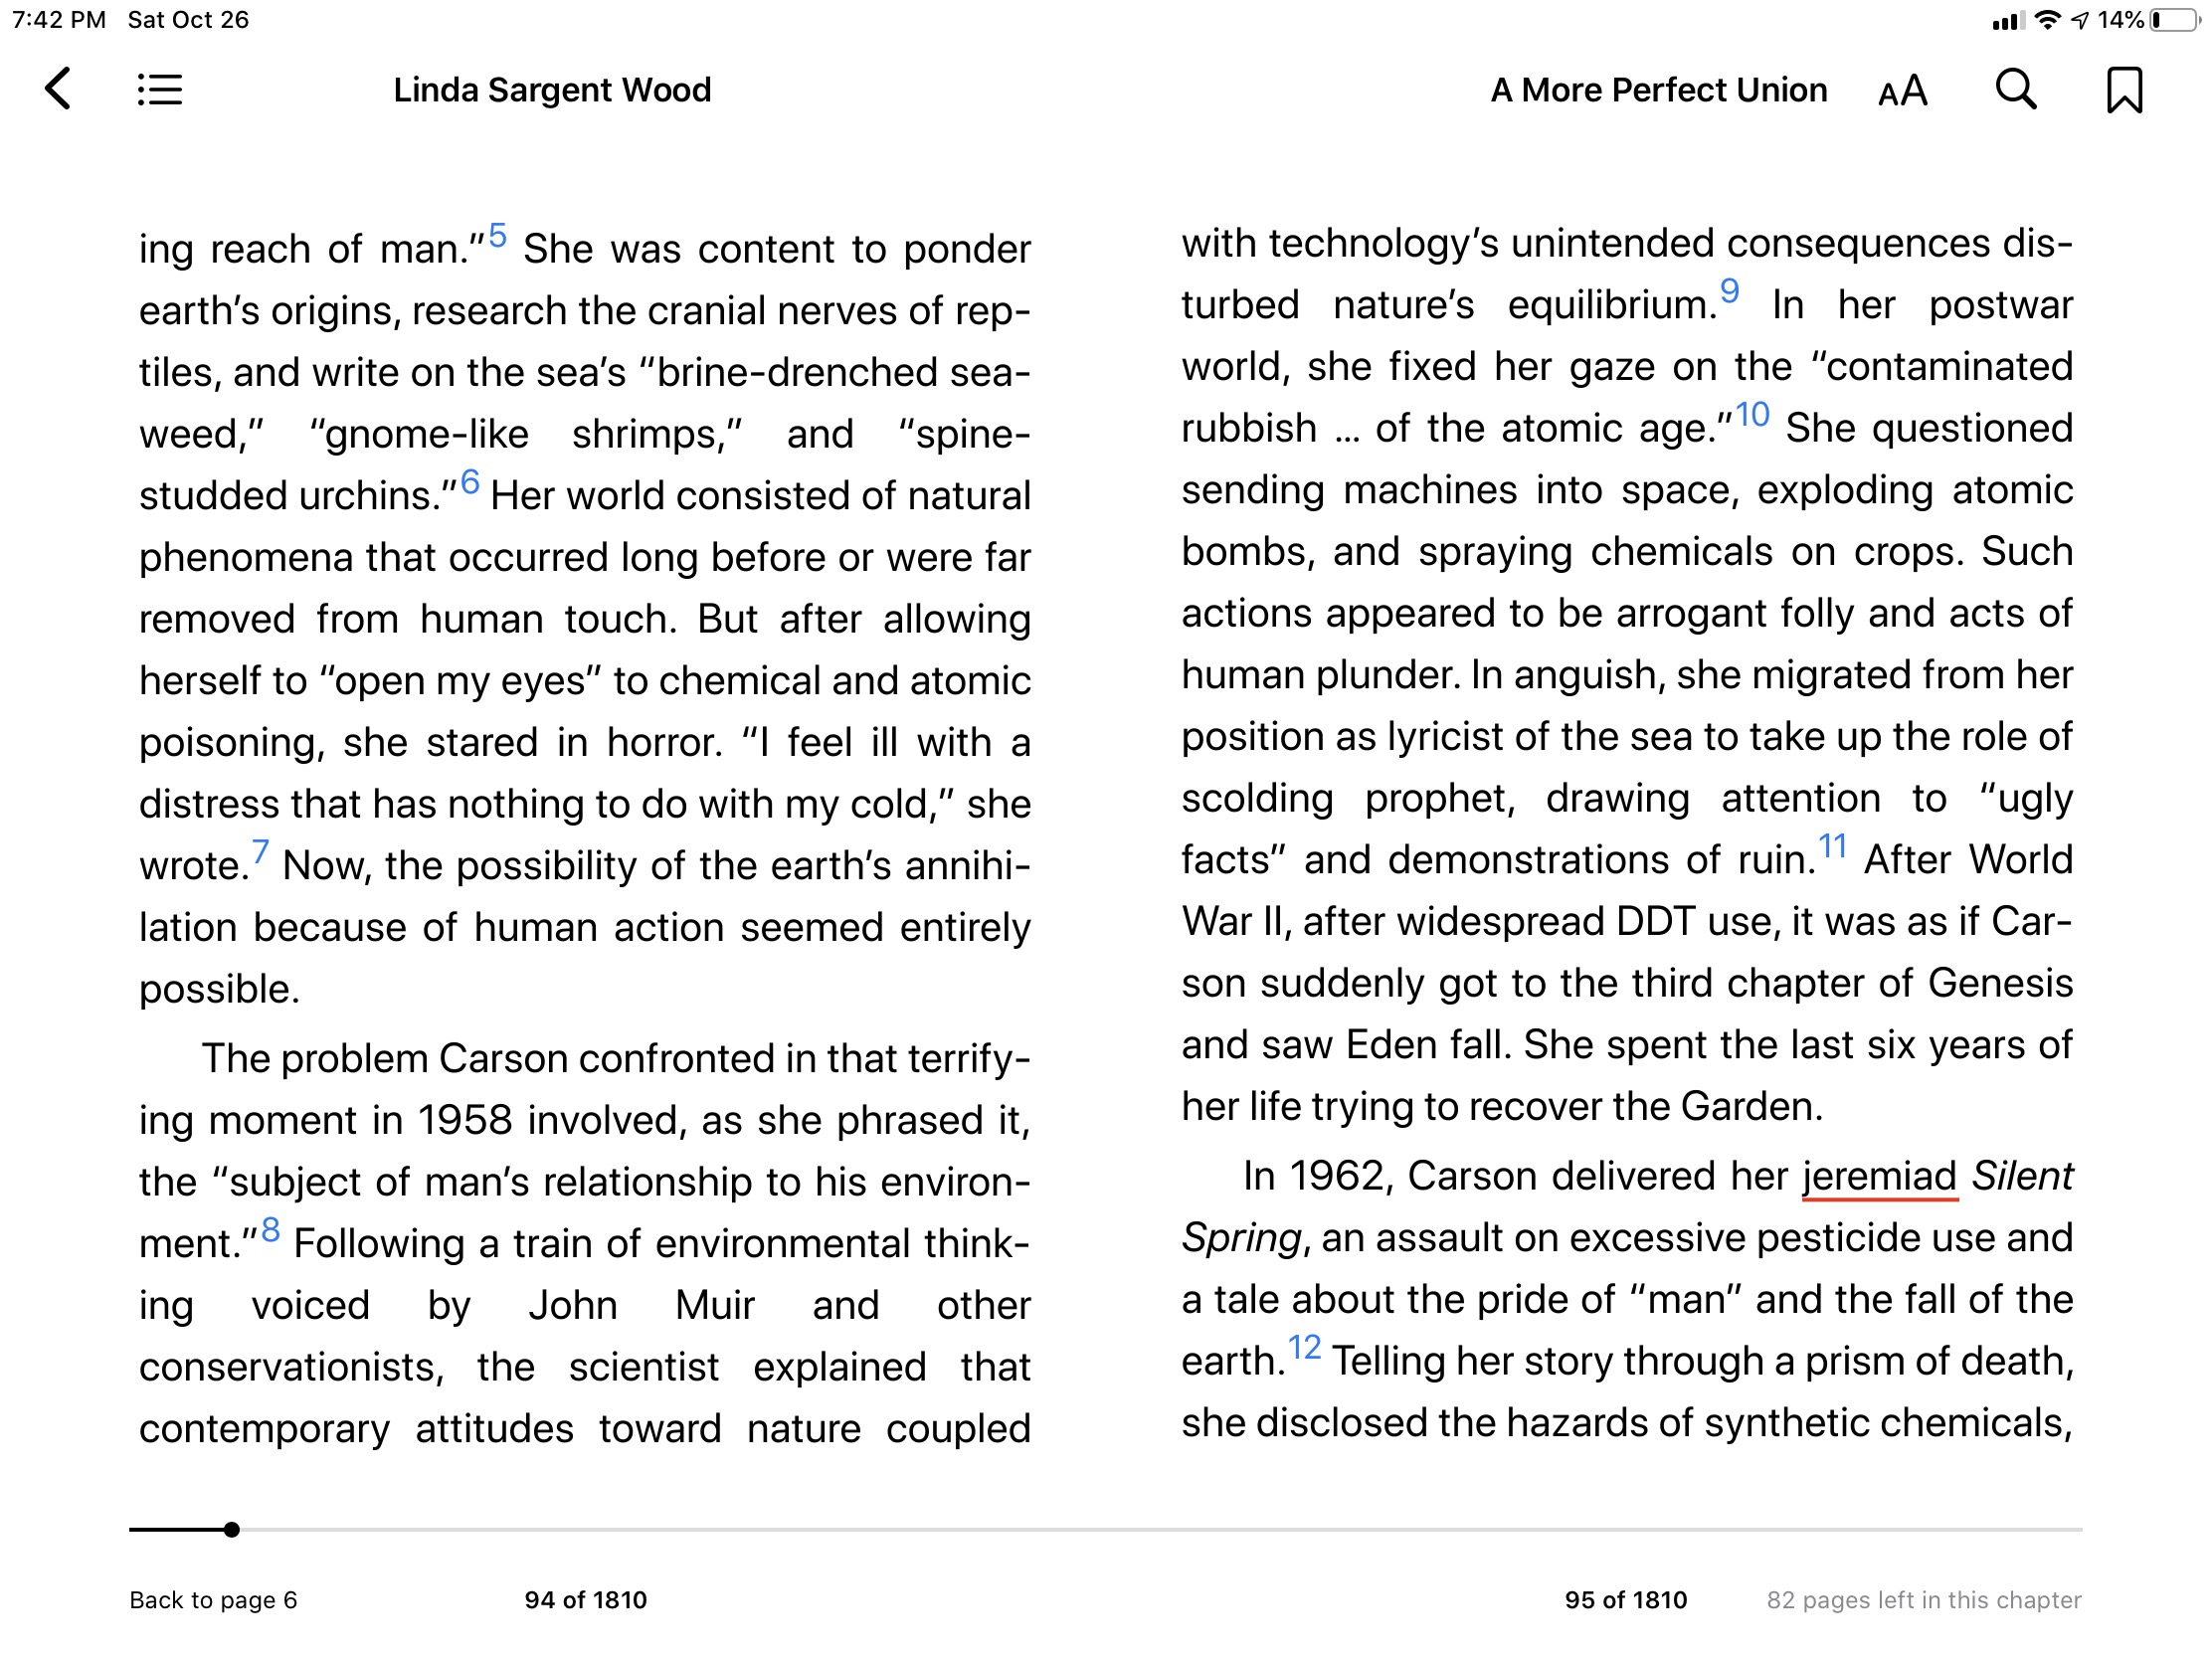 7:42 PM Sat Oct 26
14%
Linda Sargent Wood
A More Perfect Union
AA
ing reach of man.”5 She was content to ponder
earth’s origins, research the cranial nerves of rep-
tiles, and write on the sea’s “brine-drenched sea-
weed,” “gnome-like shrimps,” and “spine-
studded urchins.”6 Her world consisted of natural
phenomena that occurred long before or were far
removed from human touch. But after allowing
herself to “open my eyes” to chemical and atomic
poisoning, she stared in horror. “I feel ill with a
distress that has nothing to do with my cold,” she
wrote.7 Now, the possibility of the earth’s annihi-
lation because of human action seemed entirely
possible.
The problem Carson confronted in that terrify-
ing moment in 1958 involved, as she phrased it,
the “subject of man’s relationship to his environ-
ment.”8 Following a train of environmental think-
ing voiced by John Muir and other
conservationists, the scientist explained that
contemporary attitudes toward nature coupled
with technology’s unintended consequences dis-
turbed nature’s equilibrium.9 In her postwar
world, she fixed her gaze on the “contaminated
rubbish ... of the atomic age.”10 She questioned
sending machines into space, exploding atomic
bombs, and spraying chemicals on crops. Such
actions appeared to be arrogant folly and acts of
human plunder. In anguish, she migrated from her
position as lyricist of the sea to take up the role of
scolding prophet, drawing attention to “ugly
facts” and demonstrations of ruin.11 After World
War II, after widespread DDT use, it was as if Car-
son suddenly got to the third chapter of Genesis
and saw Eden fall. She spent the last six years of
her life trying to recover the Garden.
In 1962, Carson delivered her jeremiad Silent
Spring, an assault on excessive pesticide use and
a tale about the pride of “man” and the fall of the
earth.12 Telling her story through a prism of death,
she disclosed the hazards of synthetic chemicals,
Back to page 6
94 of 1810
95 of 1810
82 pages left in this chapter